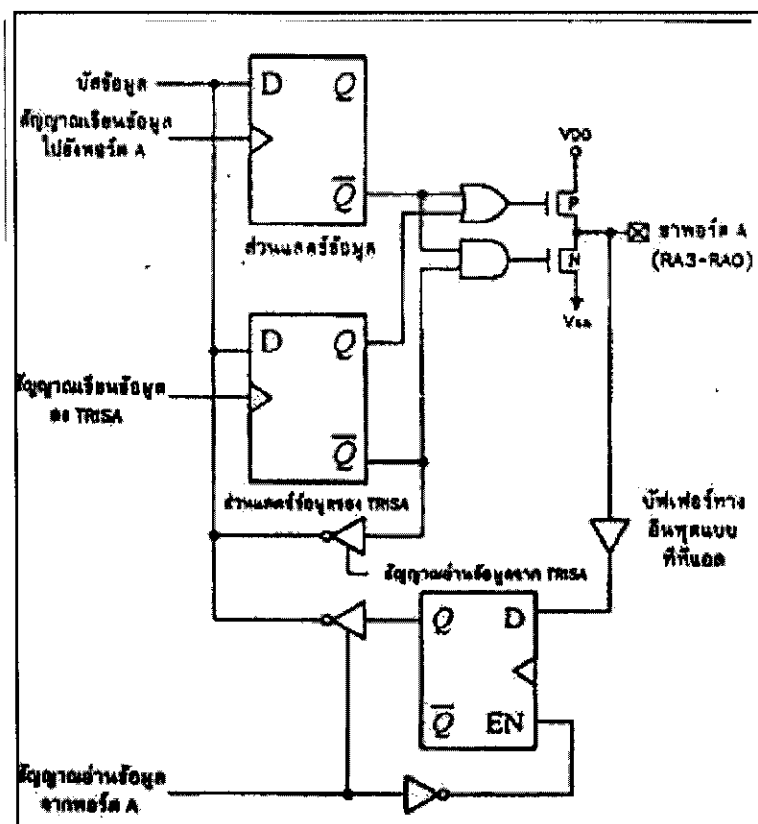 บัสข้อมูล
D Q
สัญญาณเขียนข้อมูล
ไปยังพอร์ต A
Q
VDD
P
ส่วนแลตช์ข้อมูล
ขาพอร์ต A
(RA3-RA0)
N
Vss
D Q
สัญญาณเขียนข้อมูล
ลง TRISA
Q
ส่วนแลตช์ข้อมูลของ TRISA
บัฟเฟอร์ทาง
อินพุตแบบ
ทีทีแอล
สัญญาณอ่านข้อมูลจาก TRISA
Q D
Q EN
สัญญาณอ่านข้อมูล
จากพอร์ต A